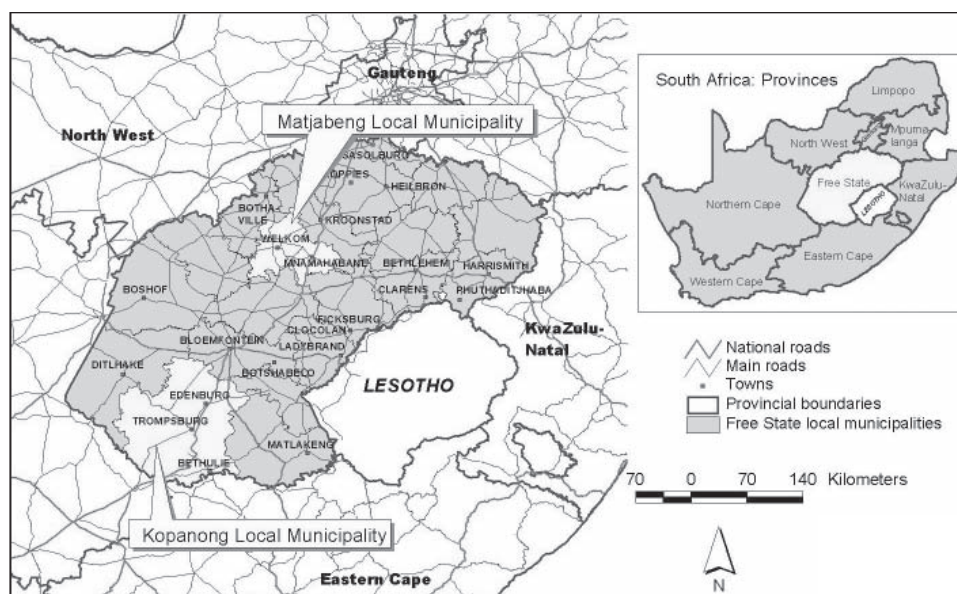 Gauteng
North West
Matjabeng Local Municipality
SASOLBURG
HEILBRON
BOTHA-
VILLE
KROONSTAD
WELKOM
MMAMAHABANE
BETHLEHEM
HARRISMITH
BOSHOF
CLARENS
PHUTHADITJHABA
FICKSBURG
CLOCOLAN
BLOEMFONTEIN
LADYBRAND
KwaZulu-
Natal
DITLHAKE
BOTSHABELO
LESOTHO
EDENBURG
TROMPSBURG
MATLAKENG
BETHULIE
Kopanong Local Municipality
Eastern Cape
South Africa: Provinces
Limpopo
North West
Gauteng
Mpuma-
langa
Free State
KwaZulu-
Natal
LESOTHO
Northern Cape
Eastern Cape
Western Cape
National roads
Main roads
Towns
Provincial boundaries
Free State local municipalities
70 0 70 140 Kilometers
N